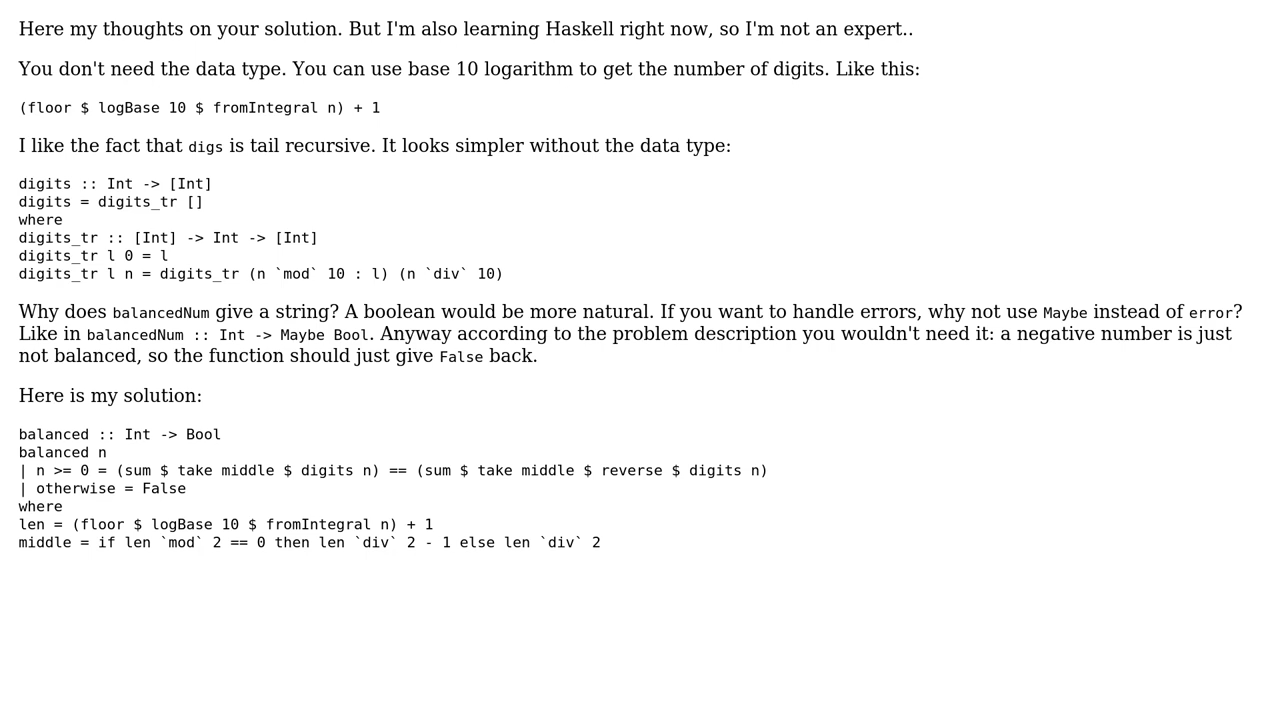 Here my thoughts on your solution. But I'm also learning Haskell right now, so I'm not an expert..
You don't need the data type. You can use base 10 logarithm to get the number of digits. Like this:
(floor $ logBase 10 $ fromIntegral n) + 1
I like the fact that digs is tail recursive. It looks simpler without the data type:
digits :: Int -> [Int]
digits = digits_tr []
where
digits_tr :: [Int] -> Int -> [Int]
digits_tr l 0 = l
digits_tr l n = digits_tr (n `mod` 10 : l) (n `div` 10)
Why does balancedNum give a string? A boolean would be more natural. If you want to handle errors, why not use Maybe instead of error?
Like in balancedNum :: Int -> Maybe Bool. Anyway according to the problem description you wouldn't need it: a negative number is just
not balanced, so the function should just give False back.
Here is my solution:
balanced :: Int -> Bool
balanced n
| n >= 0 = (sum $ take middle $ digits n) == (sum $ take middle $ reverse $ digits n)
| otherwise = False
where
len = (floor $ logBase 10 $ fromIntegral n) + 1
middle = if len `mod` 2 == 0 then len `div` 2 - 1 else len `div` 2